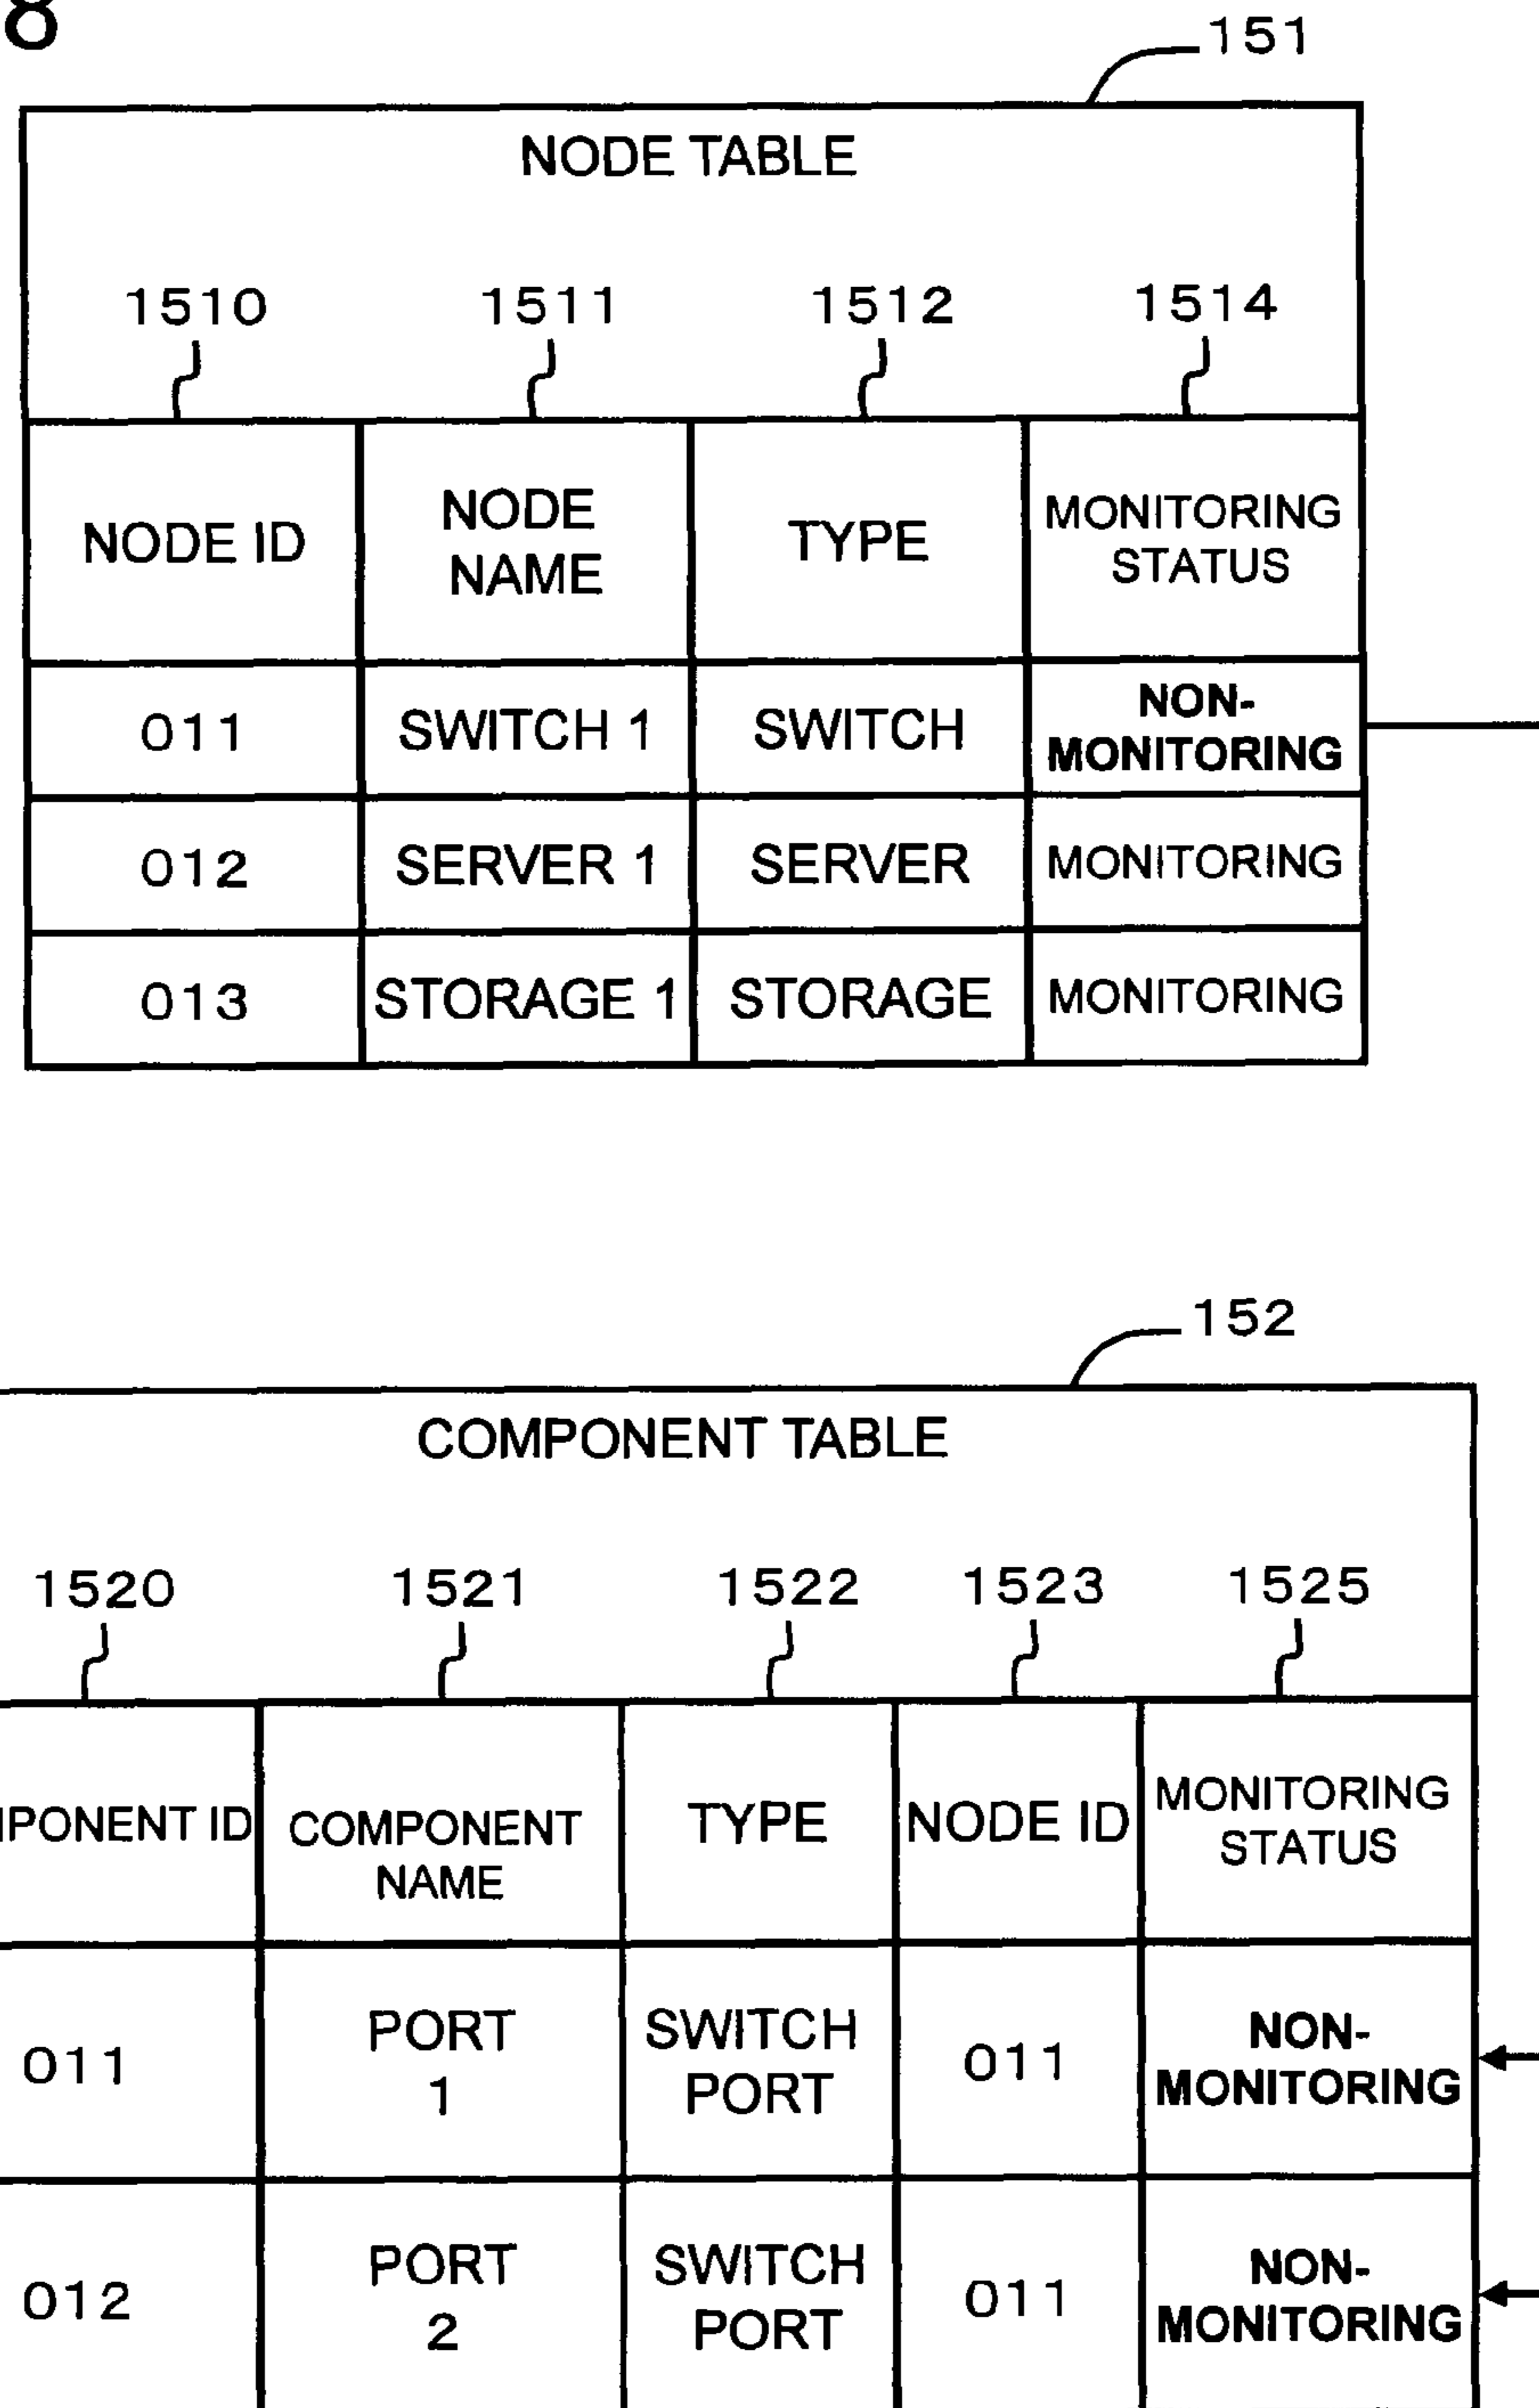 8
151
NODE TABLE
1510 1511 1512 1514
NODE ID NODE NAME TYPE MONITORING STATUS
011 SWITCH 1 SWITCH NON-MONITORING
012 SERVER 1 SERVER MONITORING
013 STORAGE 1 STORAGE MONITORING
152
COMPONENT TABLE
1520 1521 1522 1523 1525
PONENT ID COMPONENT NAME TYPE NODE ID MONITORING STATUS
011 PORT 1 SWITCH PORT 011 NON-MONITORING
012 PORT 2 SWITCH PORT 011 NON-MONITORING